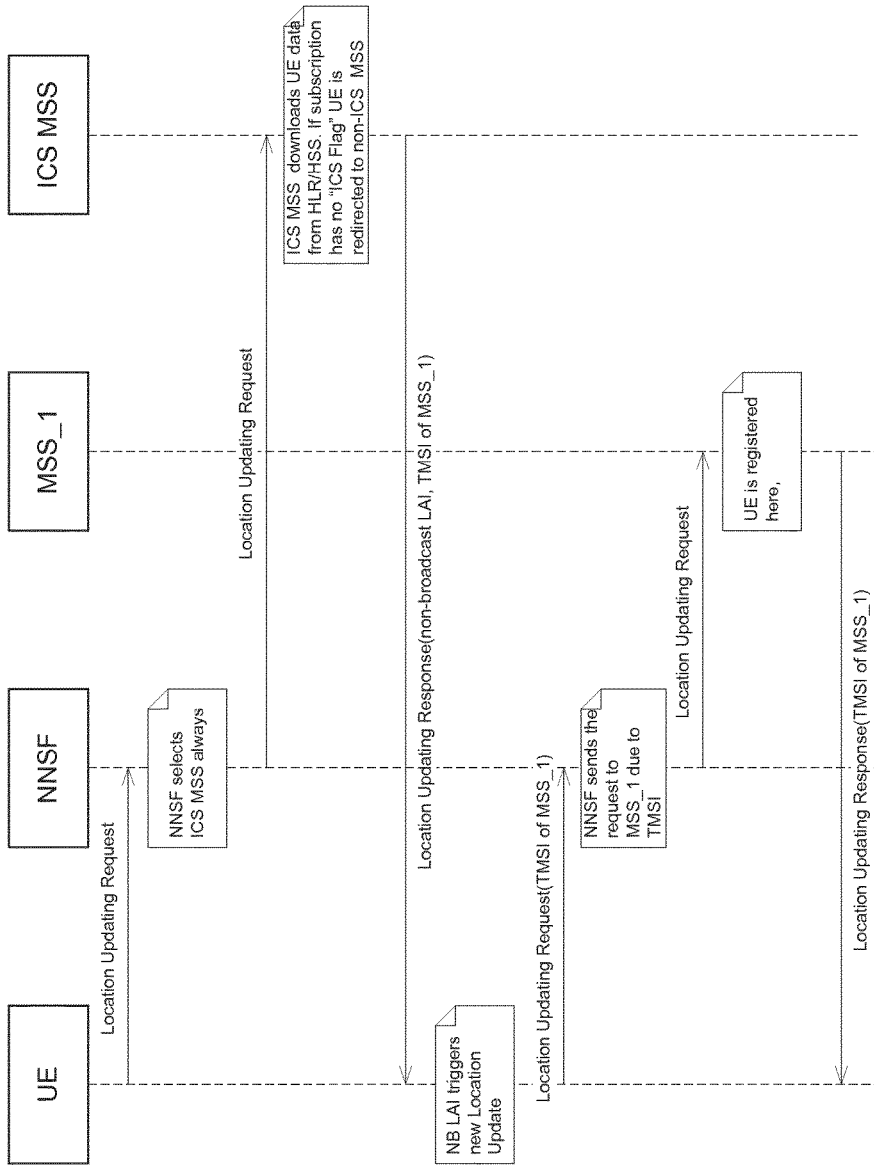 UE
NNSF
MSS_1
ICS MSS
Location Updating Request
NNSF selects
ICS MSS always
Location Updating Request
ICS MSS downloads UE data
from HLR/HSS. If subscription
has no “ICS Flag” UE is
redirected to non-ICS MSS
Location Updating Response(non-broadcast LAI, TMSI of MSS_1)
NB LAI triggers
new Location
Update
Location Updating Request(TMSI of MSS_1)
NNSF sends the
request to
MSS_1 due to
TMSI
Location Updating Request
UE is registered
here,
Location Updating Response(TMSI of MSS_1)